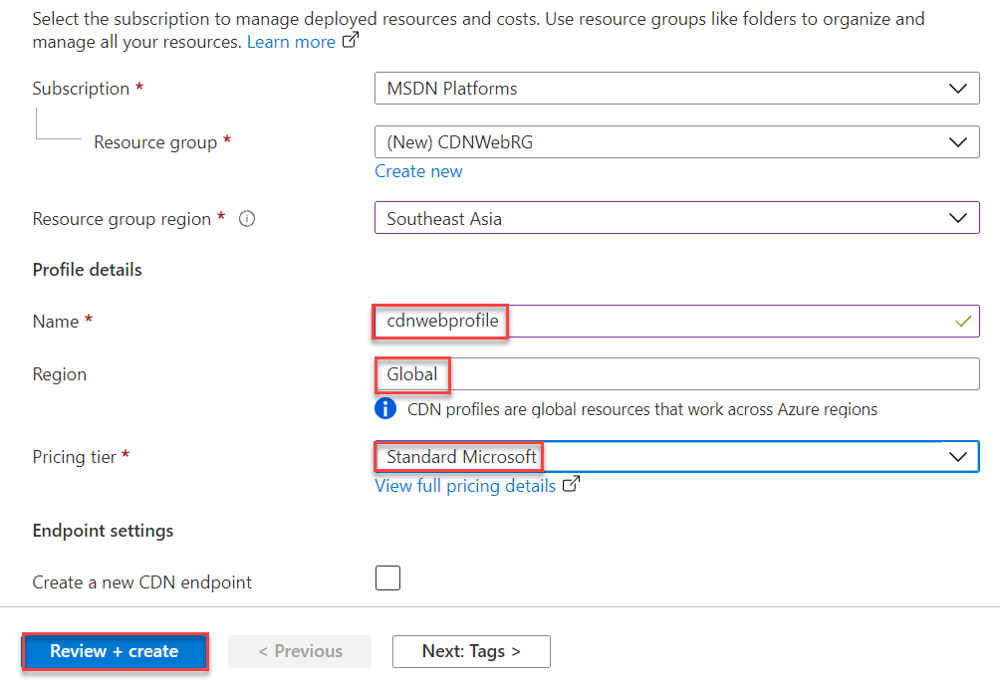 Select the subscription to manage deployed resources and costs. Use resource groups like folders to organize and
manage all your resources. Learn more
Subscription *
MSDN Platforms
Resource group *
(New) CDNWebRG
Create new
Resource group region *
Southeast Asia
Profile details
Name *
cdnwebprofile
Region
Global
CDN profiles are global resources that work across Azure regions
Pricing tier *
Standard Microsoft
View full pricing details
Endpoint settings
Create a new CDN endpoint
Review + create
< Previous
Next: Tags >